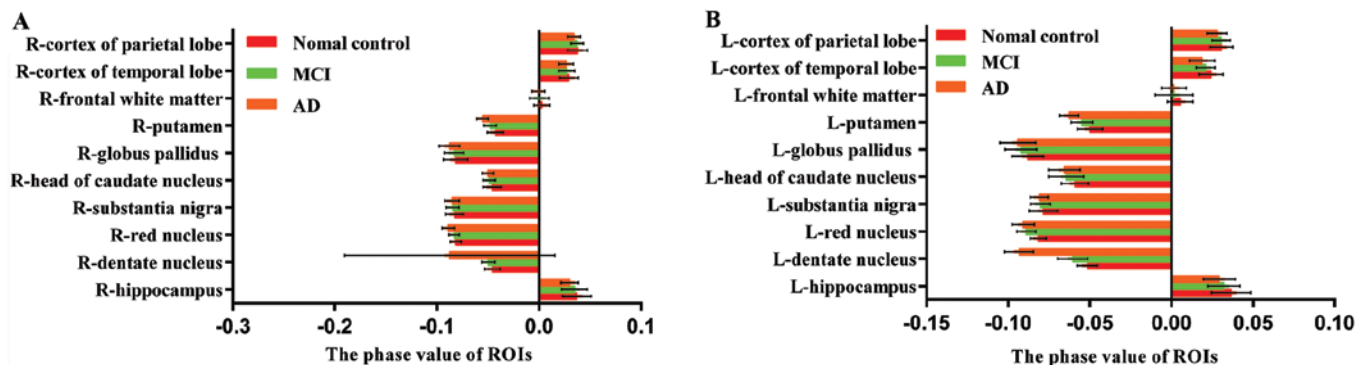 A
R-cortex of parietal lobe
R-cortex of temporal lobe
R-frontal white matter
R-putamen
R-globus pallidus
R-head of caudate nucleus
R-substantia nigra
R-red nucleus
R-dentate nucleus
R-hippocampus
Nomal control
MCI
AD
-0.3 -0.2 -0.1 0.0 0.1
The phase value of ROIs
B
L-cortex of parietal lobe
L-cortex of temporal lobe
L-frontal white matter
L-putamen
L-globus pallidus
L-head of caudate nucleus
L-substantia nigra
L-red nucleus
L-dentate nucleus
L-hippocampus
Nomal control
MCI
AD
-0.15 -0.10 -0.05 0.00 0.05 0.10
The phase value of ROIs